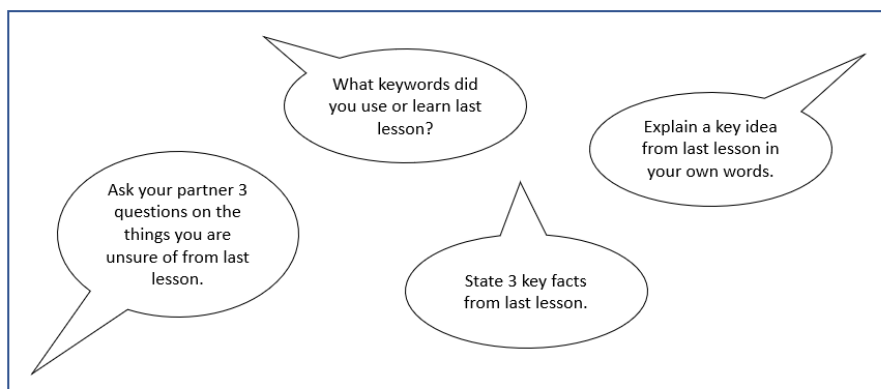 What keywords did
you use or learn last
lesson?
Explain a key idea
from last lesson in
your own words.
Ask your partner 3
questions on the
things you are
unsure of from last
lesson.
State 3 key facts
from last lesson.